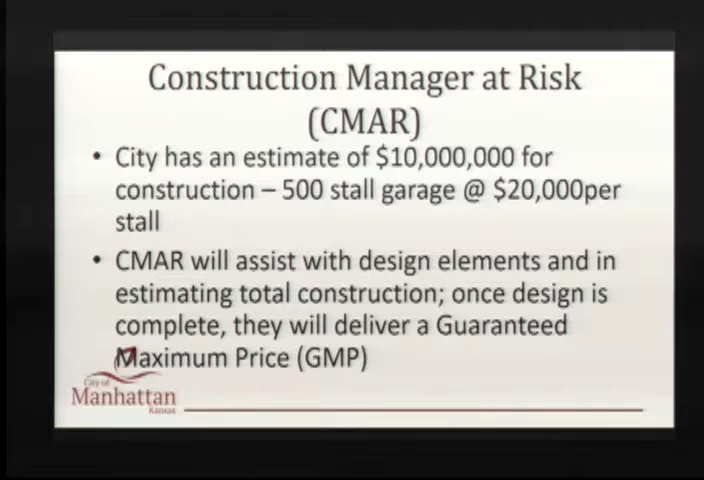 Construction Manager at Risk
(CMAR)
• City has an estimate of $10,000,000 for
construction – 500 stall garage @ $20,000per
stall
• CMAR will assist with design elements and in
estimating total construction; once design is
complete, they will deliver a Guaranteed
Maximum Price (GMP)
City of
Manhattan
Kansas